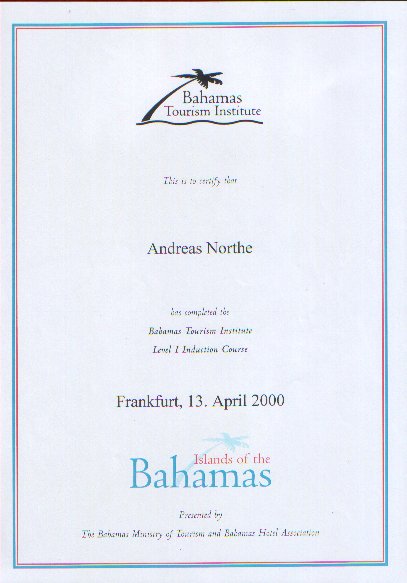 Bahamas
Tourism Institute
This is to certify that
Andreas Northe
has completed the
Bahamas Tourism Institute
Level I Induction Course
Frankfurt, 13. April 2000
Islands of the
Bahamas
Presented by
The Bahamas Ministry of Tourism and Bahamas Hotel Association